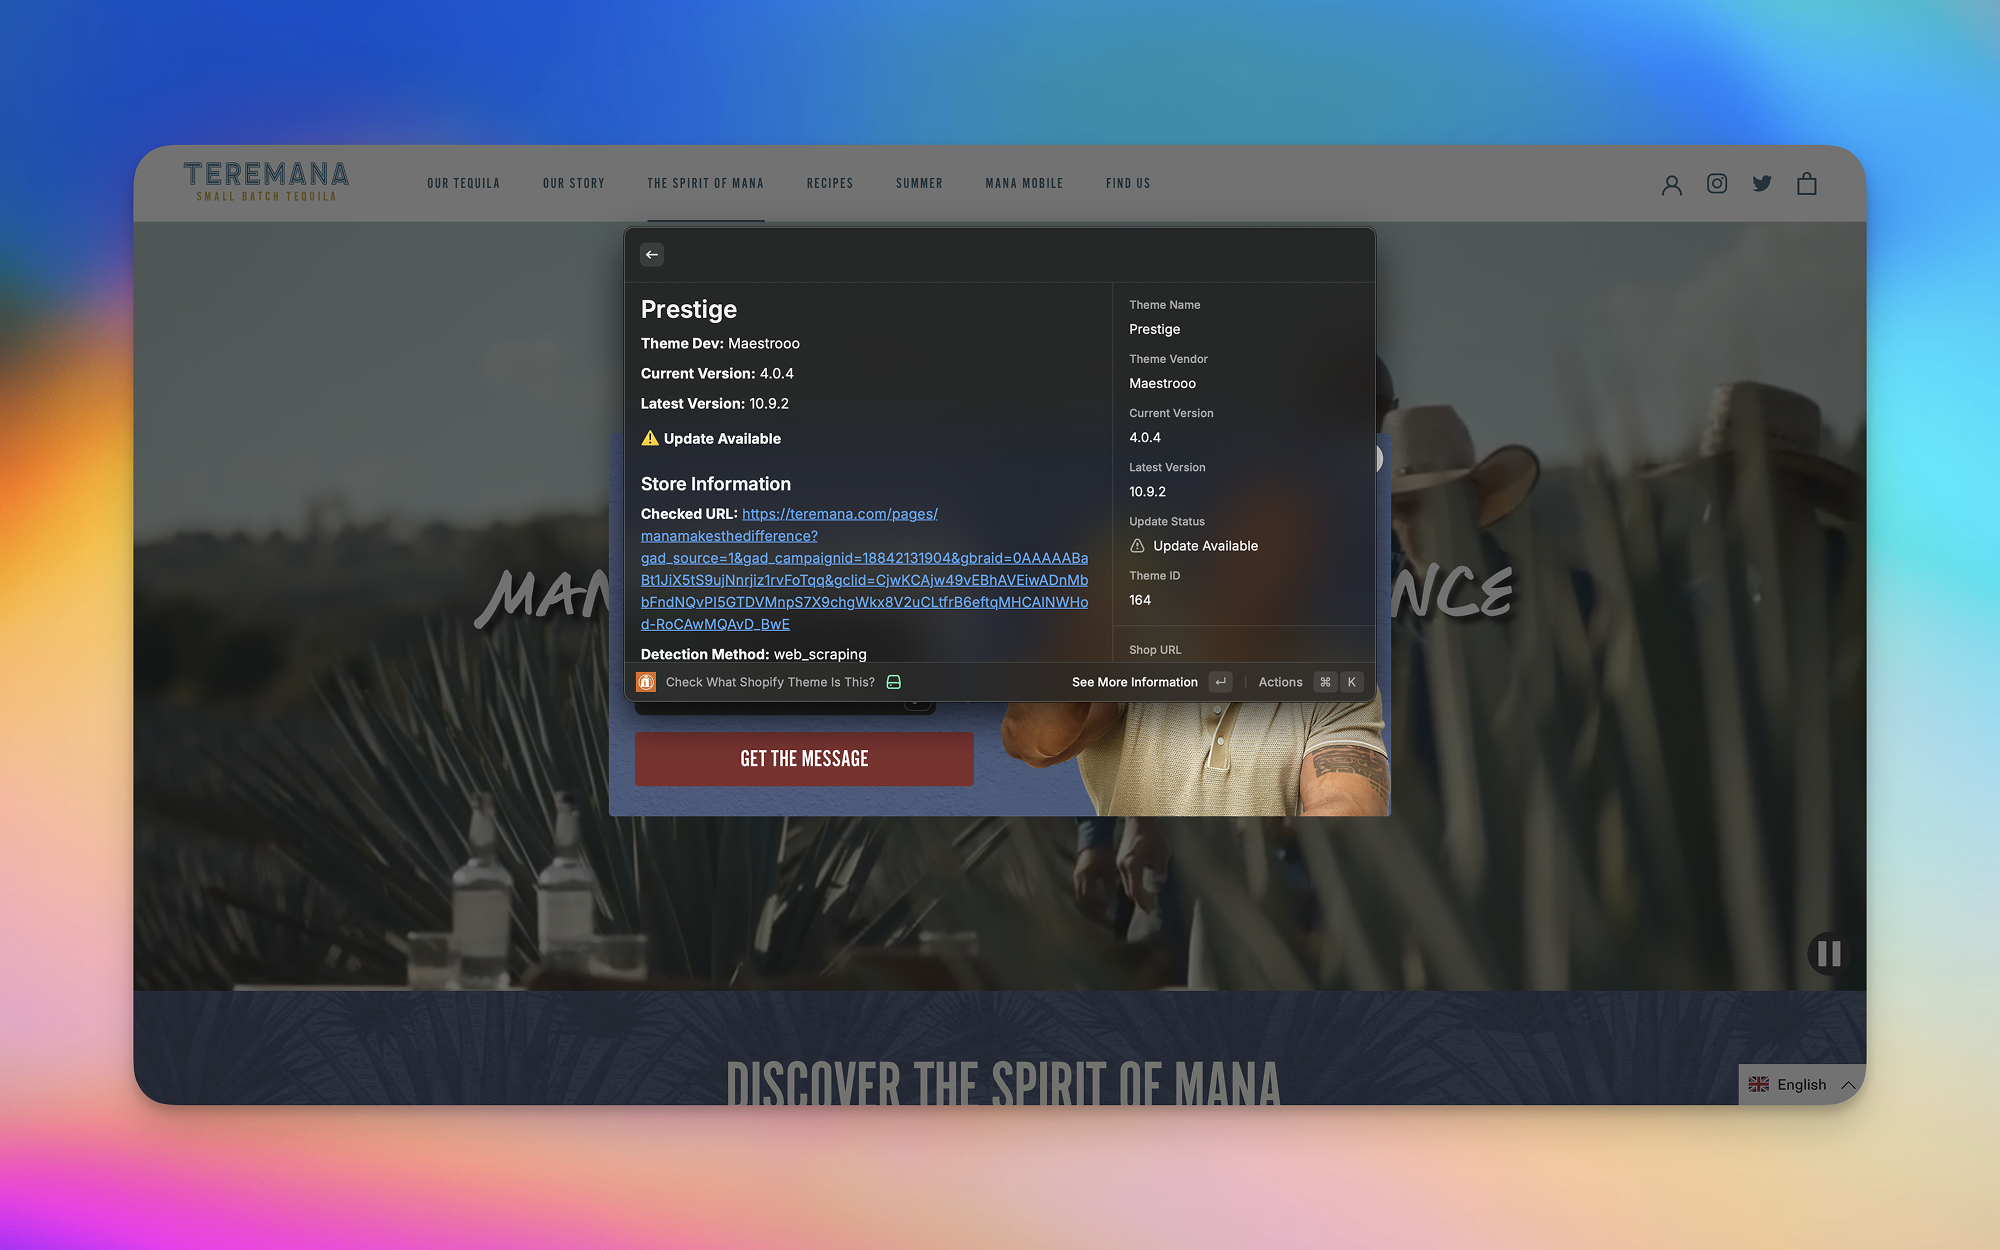 TEREMANA
SMALL BATCH TEQUILA
OUR TEQUILA
OUR STORY
THE SPIRIT OF MANA
RECIPES
SUMMER
MANA MOBILE
FIND US
Prestige
Theme Dev: Maestrooo
Current Version: 4.0.4
Latest Version: 10.9.2
⚠️ Update Available
Store Information
Checked URL: https://teremana.com/pages/
manamakesthedifference?
gad_source=1&gad_campaignid=18842131904&gbraid=0AAAAABa
Bt1JiX5tS9ujNnrjiz1rvFoTqq&gclid=CjwKCAjw49vEBhAVEiwADnMb
bFndNQvPI5GTDVMnpS7X9chgWkx8V2uCLtfrB6eftqMHCAlNWHo
d-RoCAwMQAvD_BwE
Detection Method: web_scraping
Theme Name
Prestige
Theme Vendor
Maestrooo
Current Version
4.0.4
Latest Version
10.9.2
Update Status
Update Available
Theme ID
164
Shop URL
Check What Shopify Theme Is This?
See More Information ↵
Actions ⌘ K
MAN
NCE
GET THE MESSAGE
DISCOVER THE SPIRIT OF MANA
English